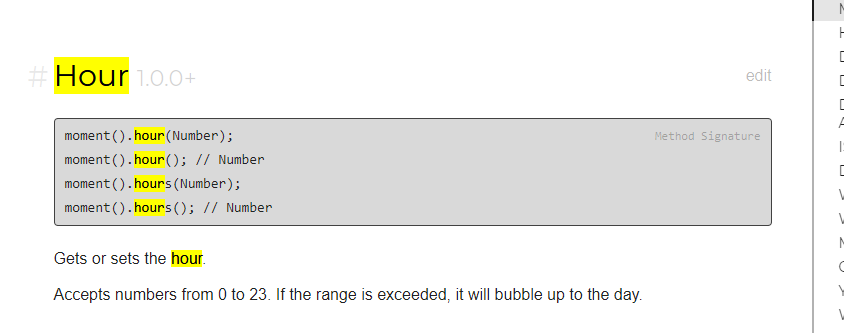 # Hour 1.0.0+
edit
moment().hour(Number);
Method Signature
moment().hour(); // Number
moment().hours(Number);
moment().hours(); // Number
Gets or sets the hour.
Accepts numbers from 0 to 23. If the range is exceeded, it will bubble up to the day.